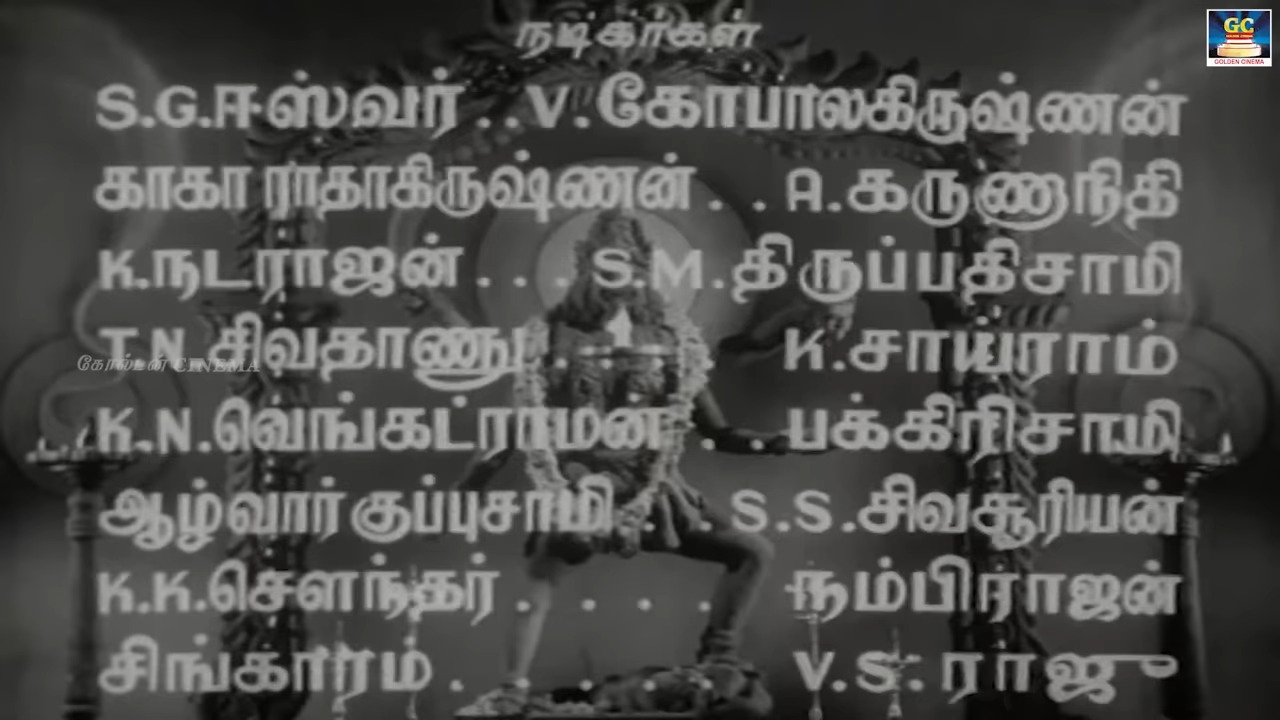 நடிகர்கள்
GC
GOLDEN CINEMA
S.G.ஈஸ்வர் . . V.கோபாலகிருஷ்ணன்
காகா ராதாகிருஷ்ணன் . . A.கருணாநிதி
K.நடராஜன் . . . S.M.திருப்பதிசாமி
T.N.சிவதாணு . . . K.சாய்ராம்
கோல்டன் CINEMA
K.N.வெங்கட்ராமன் . . பக்கிரிசாமி
ஆழ்வார் குப்புசாமி . . S.S.சிவசூரியன்
K.K.சௌந்தர் . . . . நம்பிராஜன்
சிங்காரம் . . . . . V.S. ராஜு